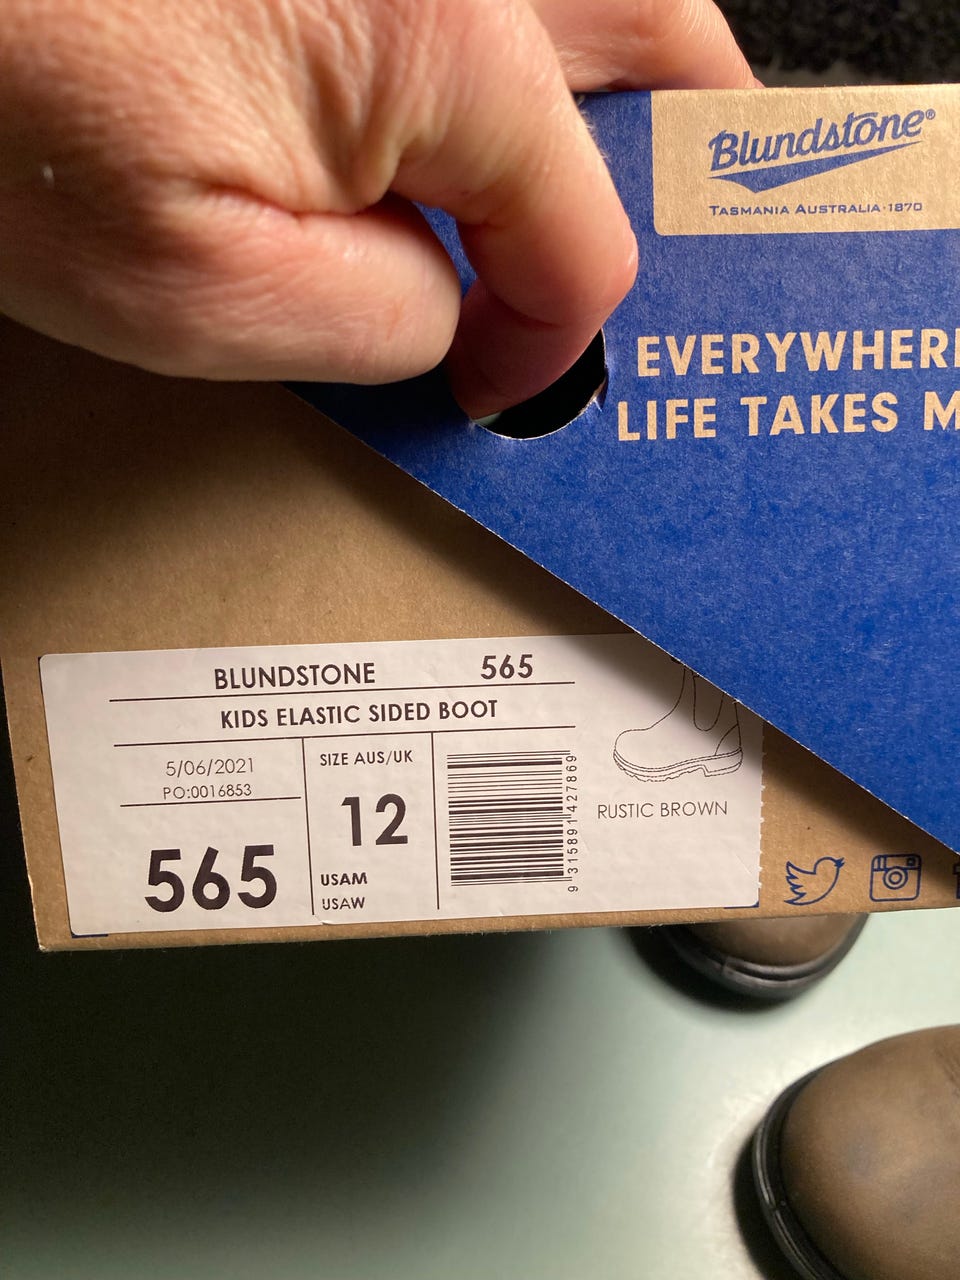 Blundstone®
TASMANIA AUSTRALIA·1870
EVERYWHERE
LIFE TAKES M
BLUNDSTONE 565
KIDS ELASTIC SIDED BOOT
5/06/2021
PO:0016853
565
SIZE AUS/UK
12
USAM
USAW
9 315891 427869
RUSTIC BROWN